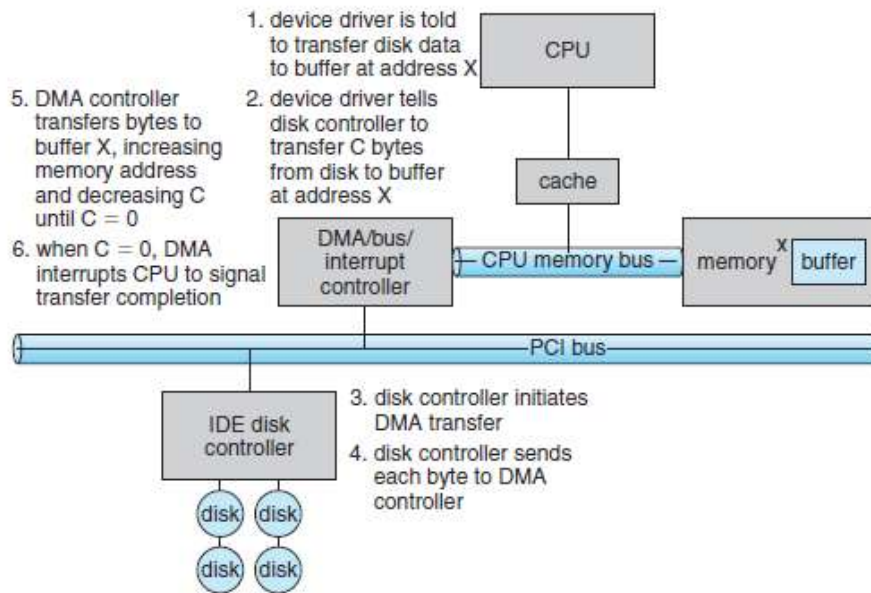 1. device driver is told
to transfer disk data
to buffer at address X
2. device driver tells
disk controller to
transfer C bytes
from disk to buffer
at address X
CPU
cache
5. DMA controller
transfers bytes to
buffer X, increasing
memory address
and decreasing C
until C = 0
6. when C = 0, DMA
interrupts CPU to signal
transfer completion
DMA/bus/
interrupt
controller
CPU memory bus
memory
X
buffer
PCI bus
IDE disk
controller
3. disk controller initiates
DMA transfer
4. disk controller sends
each byte to DMA
controller
disk
disk
disk
disk